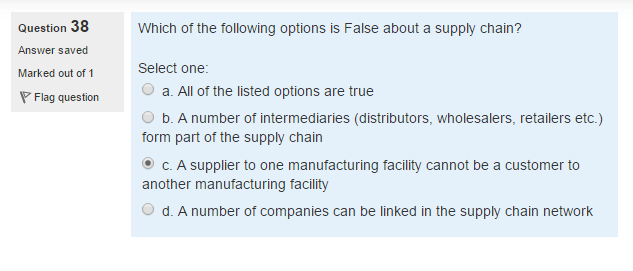 Question 38
Answer saved
Marked out of 1
Flag question
Which of the following options is False about a supply chain?
Select one:
a. All of the listed options are true
b. A number of intermediaries (distributors, wholesalers, retailers etc.)
form part of the supply chain
c. A supplier to one manufacturing facility cannot be a customer to
another manufacturing facility
d. A number of companies can be linked in the supply chain network